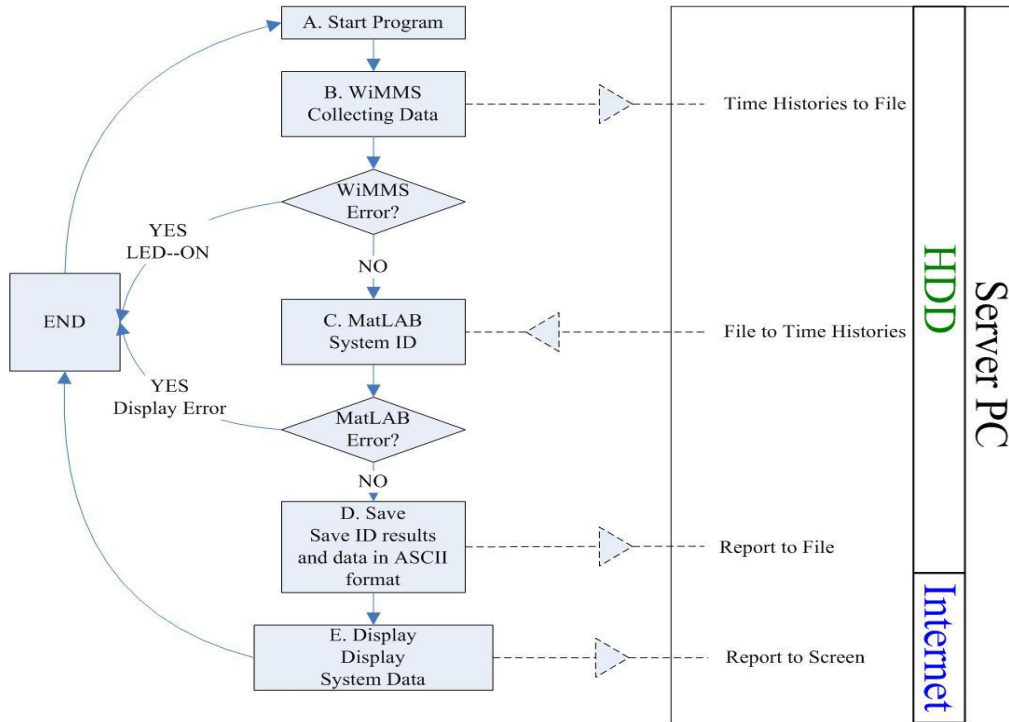 A. Start Program
B. WiMMS
Collecting Data
Time Histories to File
WiMMS
Error?
YES
LED--ON
NO
END
C. MatLAB
System ID
File to Time Histories
YES
Display Error
MatLAB
Error?
NO
D. Save
Save ID results
and data in ASCII
format
Report to File
E. Display
Display
System Data
Report to Screen
HDD
Internet
Server PC